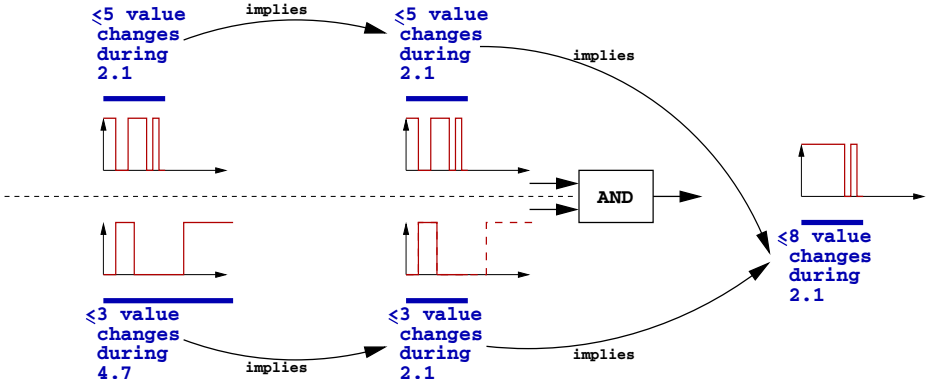 implies
≤5 value
changes
during
2.1
≤5 value
changes
during
2.1
implies
AND
≤8 value
changes
during
2.1
≤3 value
changes
during
4.7
≤3 value
changes
during
2.1
implies
implies